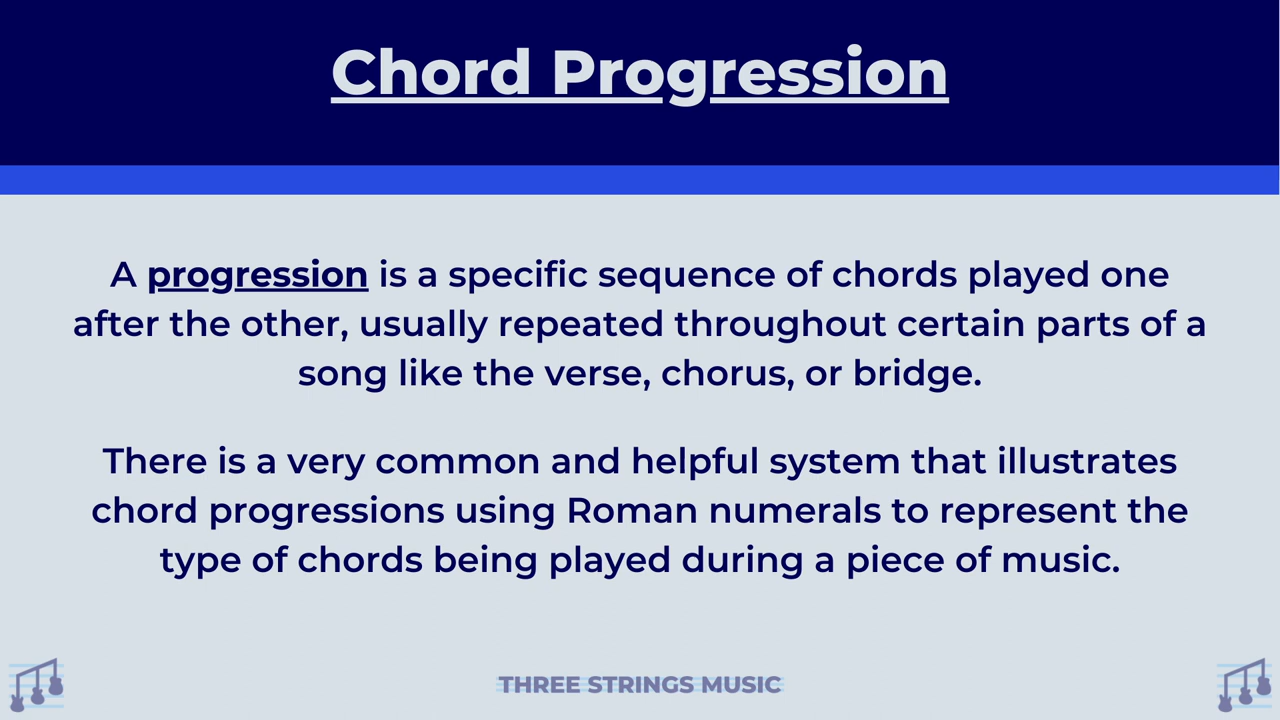 Chord Progression
A progression is a specific sequence of chords played one
after the other, usually repeated throughout certain parts of a
song like the verse, chorus, or bridge.
There is a very common and helpful system that illustrates
chord progressions using Roman numerals to represent the
type of chords being played during a piece of music.
THREE STRINGS MUSIC